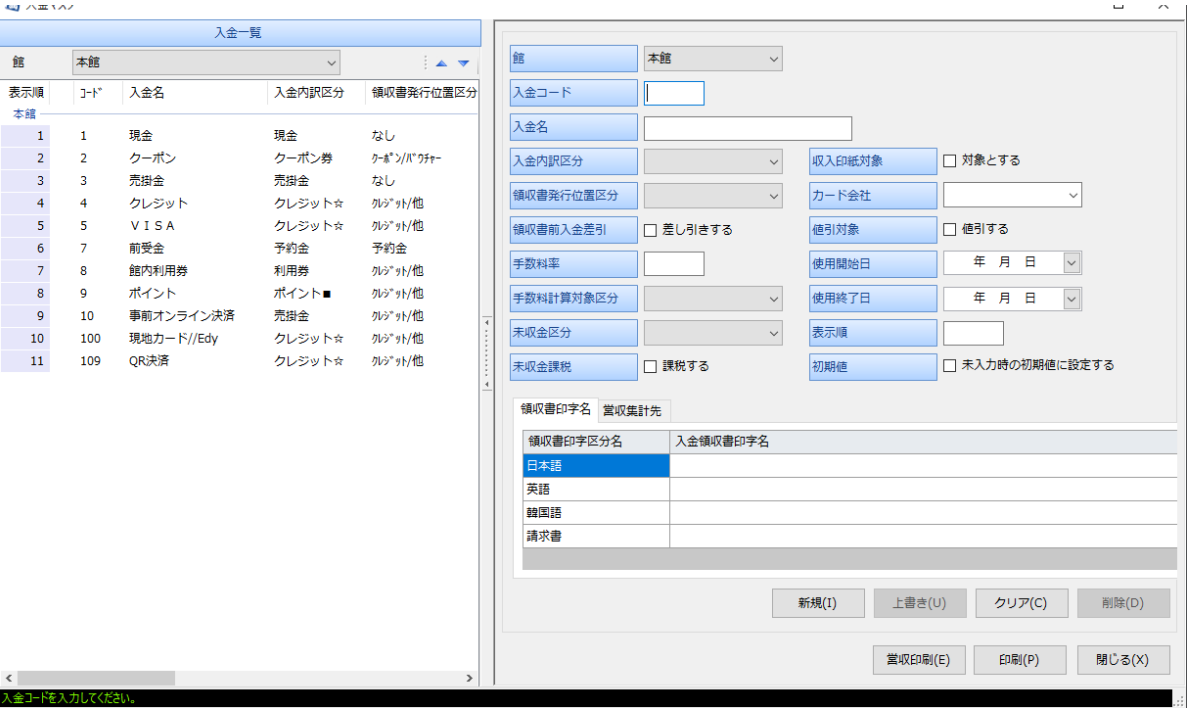 入金一覧
館 本館
表示順 ｺｰﾄﾞ 入金名 入金内訳区分 領収書発行位置区分
本館
1 1 現金 現金 なし
2 2 クーポン クーポン券 ｸｰﾎﾟﾝ/ﾊﾞｳﾁｬｰ
3 3 売掛金 売掛金 なし
4 4 クレジット クレジット☆ ｸﾚｼﾞｯﾄ/他
5 5 ＶＩＳＡ クレジット☆ ｸﾚｼﾞｯﾄ/他
6 7 前受金 予約金 予約金
7 8 館内利用券 利用券 ｸﾚｼﾞｯﾄ/他
8 9 ポイント ポイント■ ｸﾚｼﾞｯﾄ/他
9 10 事前オンライン決済 売掛金 ｸﾚｼﾞｯﾄ/他
10 100 現地カード//Edy クレジット☆ ｸﾚｼﾞｯﾄ/他
11 109 QR決済 クレジット☆ ｸﾚｼﾞｯﾄ/他
館 本館
入金コード
入金名
入金内訳区分 収入印紙対象 対象とする
領収書発行位置区分 カード会社
領収書前入金差引 差し引きする 値引対象 値引する
手数料率 使用開始日 年 月 日
手数料計算対象区分 使用終了日 年 月 日
未収金区分 表示順
未収金課税 課税する 初期値 未入力時の初期値に設定する
領収書印字名 営収集計先
領収書印字区分名 入金領収書印字名
日本語
英語
韓国語
請求書
新規(I) 上書き(U) クリア(C) 削除(D)
営収印刷(E) 印刷(P) 閉じる(X)
入金ｺｰﾄﾞを入力してください。